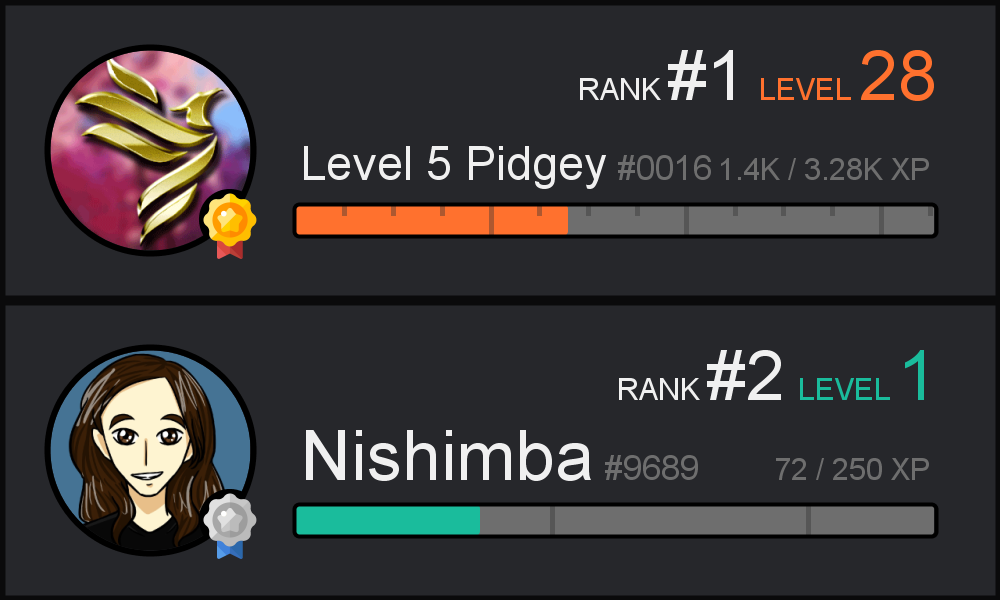 RANK #1 LEVEL 28
Level 5 Pidgey #0016 1.4K / 3.28K XP
RANK #2 LEVEL 1
Nishimba #9689 72 / 250 XP